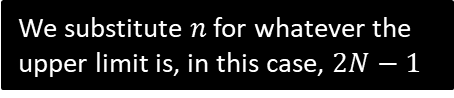 We substitute 𝑛 for whatever the
upper limit is, in this case, 2𝑁 − 1